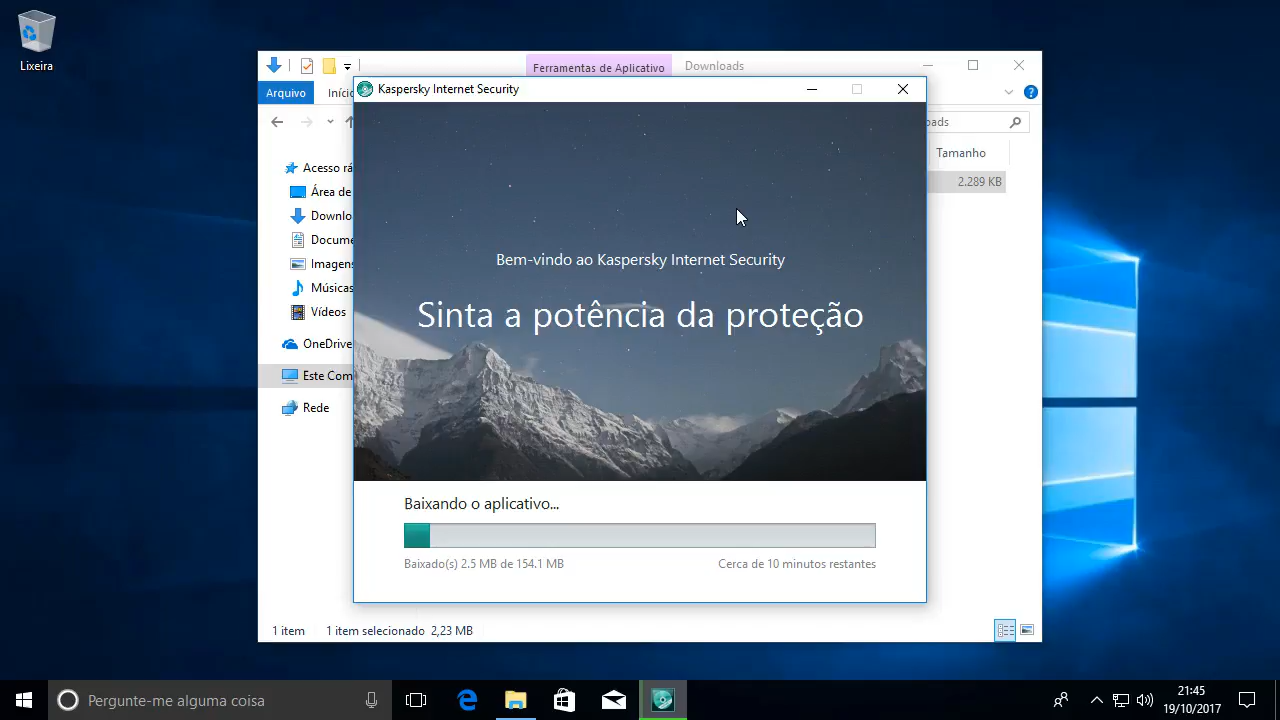 Lixeira
Ferramentas de Aplicativo
Downloads
Arquivo
Iníci
Kaspersky Internet Security
oads
Tamanho
2.289 KB
Acesso rá
Área de
Downlo
Docume
Imagens
Músicas
Vídeos
OneDrive
Este Com
Rede
Bem-vindo ao Kaspersky Internet Security
Sinta a potência da proteção
Baixando o aplicativo...
Baixado(s) 2.5 MB de 154.1 MB
Cerca de 10 minutos restantes
1 item
1 item selecionado 2,23 MB
Pergunte-me alguma coisa
21:45
19/10/2017